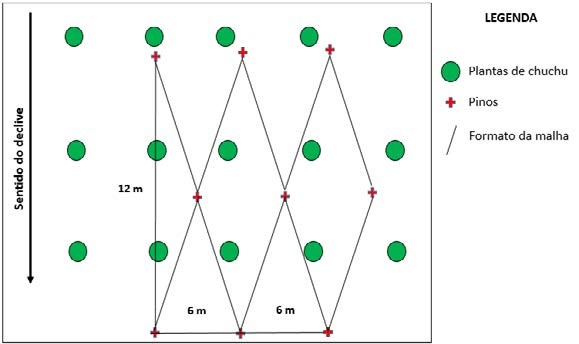 LEGENDA
Plantas de chuchu
Pinos
Formato da malha
Sentido do declive
12 m
6 m
6 m